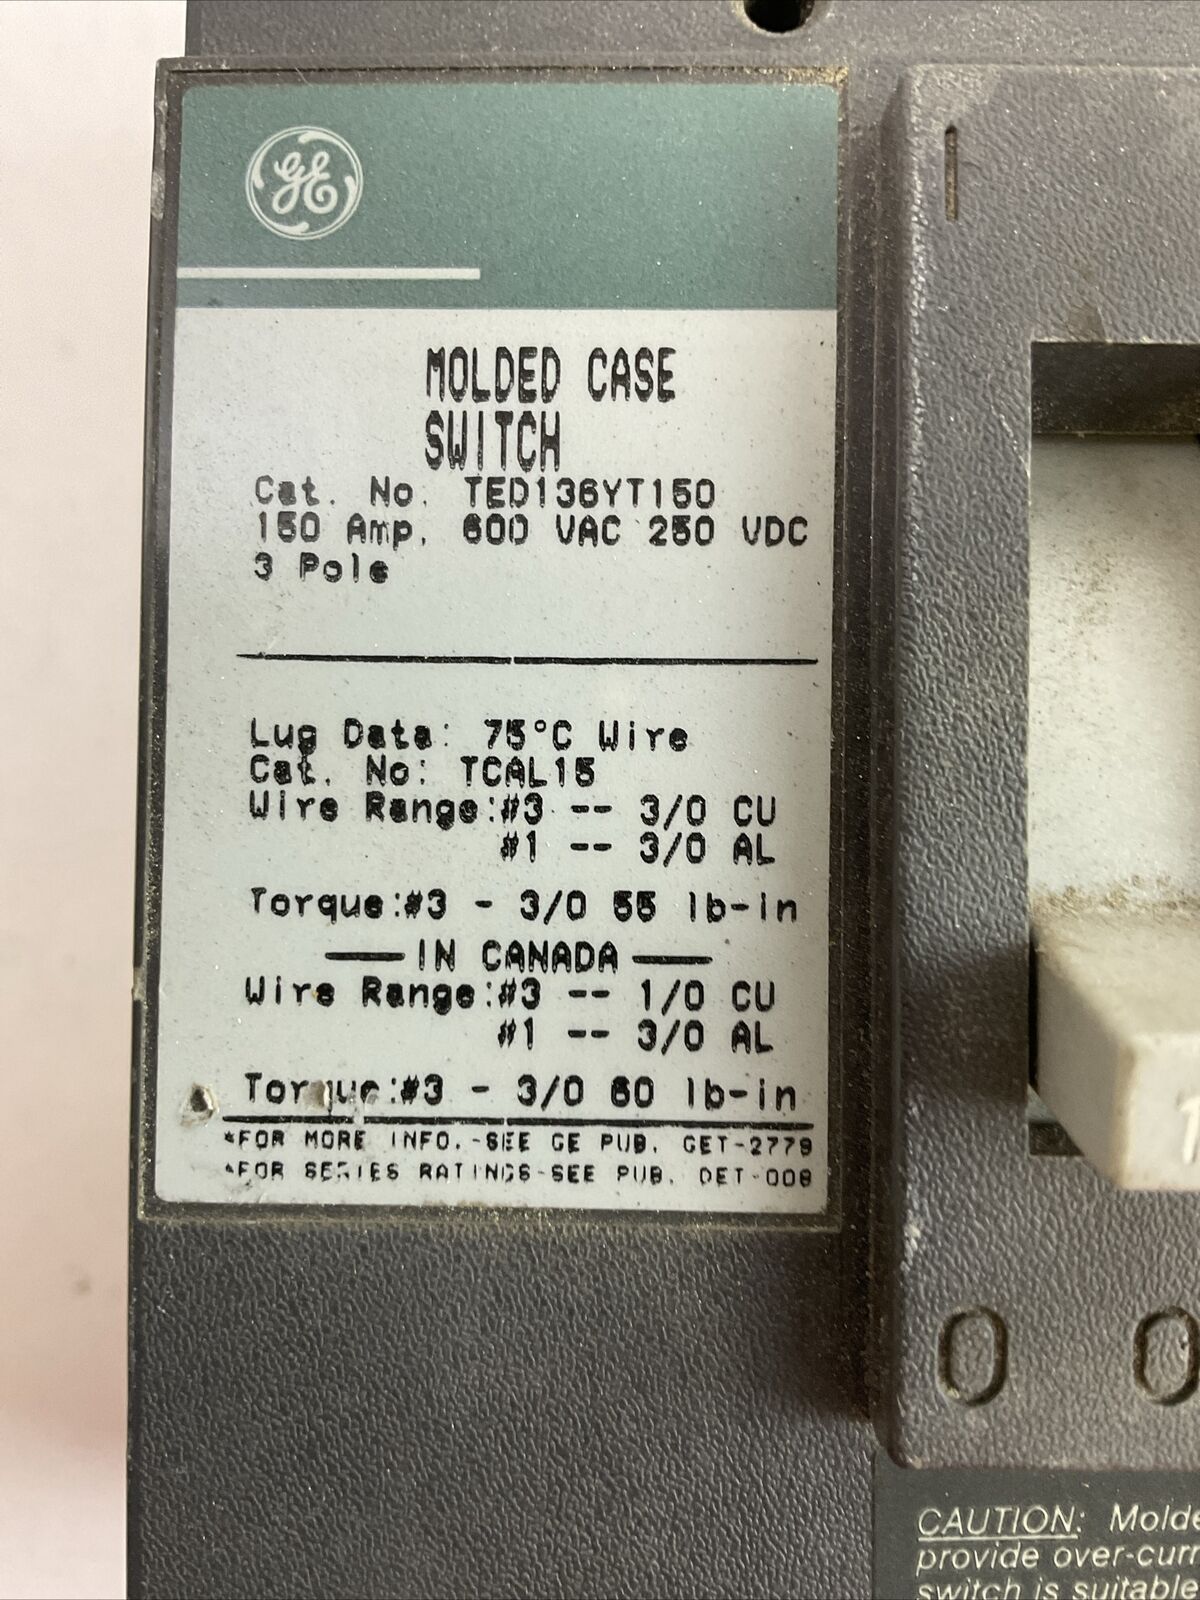 GE
MOLDED CASE
SWITCH
Cat. No. TED136YT150
150 Amp. 600 VAC 250 VDC
3 Pole
Lug Data: 75°C Wire
Cat. No: TCAL15
Wire Range:#3 -- 3/0 CU
#1 -- 3/0 AL
Torque:#3 - 3/0 55 lb-in
IN CANADA
Wire Range:#3 -- 1/0 CU
#1 -- 3/0 AL
Torque:#3 - 3/0 60 lb-in
*FOR MORE INFO.-SEE GE PUB. GET-2779
*FOR SERIES RATINGS-SEE PUB. DET-008
1
O O
CAUTION: Molde
provide over-curr
switch is suitable